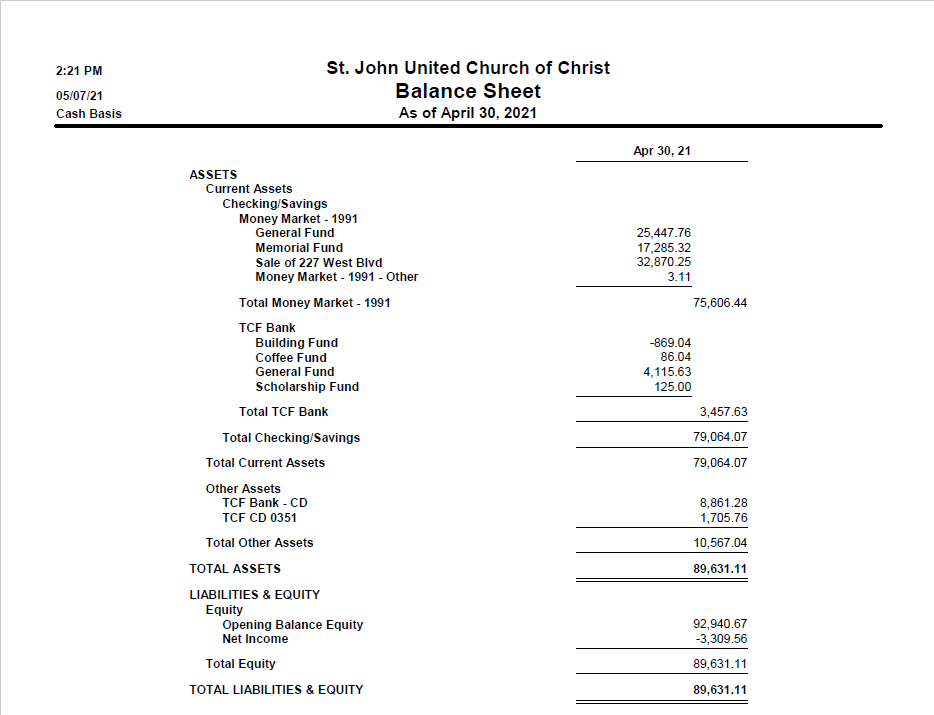 2:21 PM
St. John United Church of Christ
05/07/21
Balance Sheet
Cash Basis
As of April 30, 2021
Apr 30, 21
ASSETS
Current Assets
Checking/Savings
Money Market - 1991
General Fund 25,447.76
Memorial Fund 17,285.32
Sale of 227 West Blvd 32,870.25
Money Market - 1991 - Other 3.11
Total Money Market - 1991 75,606.44
TCF Bank
Building Fund -869.04
Coffee Fund 86.04
General Fund 4,115.63
Scholarship Fund 125.00
Total TCF Bank 3,457.63
Total Checking/Savings 79,064.07
Total Current Assets 79,064.07
Other Assets
TCF Bank - CD 8,861.28
TCF CD 0351 1,705.76
Total Other Assets 10,567.04
TOTAL ASSETS 89,631.11
LIABILITIES & EQUITY
Equity
Opening Balance Equity 92,940.67
Net Income -3,309.56
Total Equity 89,631.11
TOTAL LIABILITIES & EQUITY 89,631.11